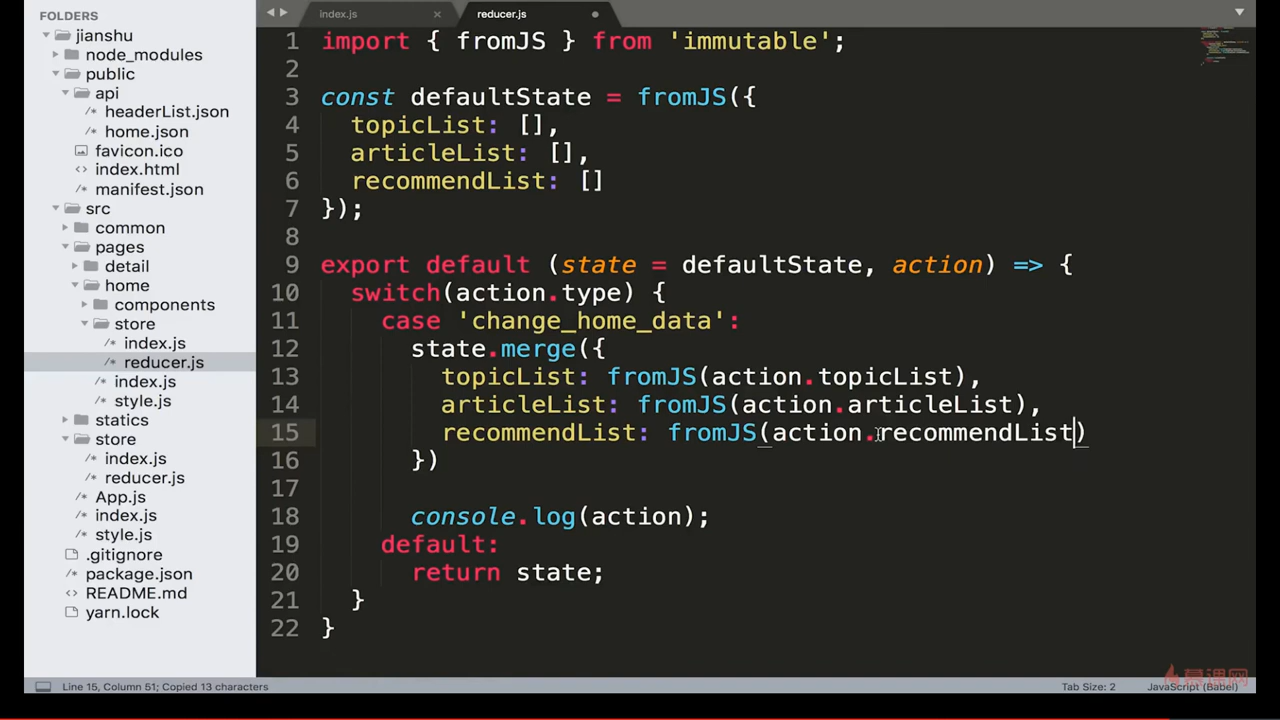 FOLDERS
jianshu
node_modules
public
api
headerList.json
home.json
favicon.ico
index.html
manifest.json
src
common
pages
detail
home
components
store
index.js
reducer.js
index.js
style.js
statics
store
index.js
reducer.js
App.js
index.js
style.js
.gitignore
package.json
README.md
yarn.lock
index.js
reducer.js
1 import { fromJS } from 'immutable';
2
3 const defaultState = fromJS({
4 topicList: [],
5 articleList: [],
6 recommendList: []
7 });
8
9 export default (state = defaultState, action) => {
10 switch(action.type) {
11 case 'change_home_data':
12 state.merge({
13 topicList: fromJS(action.topicList),
14 articleList: fromJS(action.articleList),
15 recommendList: fromJS(action.recommendList)
16 })
17
18 console.log(action);
19 default:
20 return state;
21 }
22 }
慕课网
Line 15, Column 51; Copied 13 characters
Tab Size: 2
JavaScript (Babel)